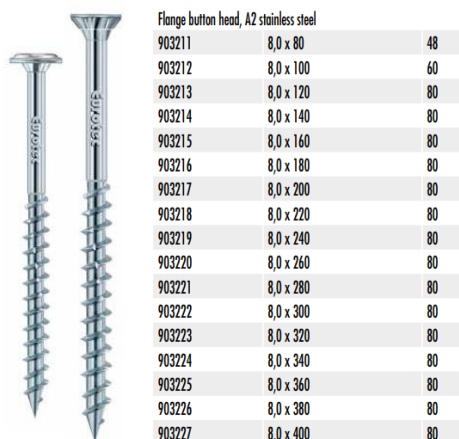 Flange button head, A2 stainless steel
903211 8,0 x 80 48
903212 8,0 x 100 60
903213 8,0 x 120 80
903214 8,0 x 140 80
903215 8,0 x 160 80
903216 8,0 x 180 80
903217 8,0 x 200 80
903218 8,0 x 220 80
903219 8,0 x 240 80
903220 8,0 x 260 80
903221 8,0 x 280 80
903222 8,0 x 300 80
903223 8,0 x 320 80
903224 8,0 x 340 80
903225 8,0 x 360 80
903226 8,0 x 380 80
903227 8,0 x 400 80
Eurotec
Eurotec